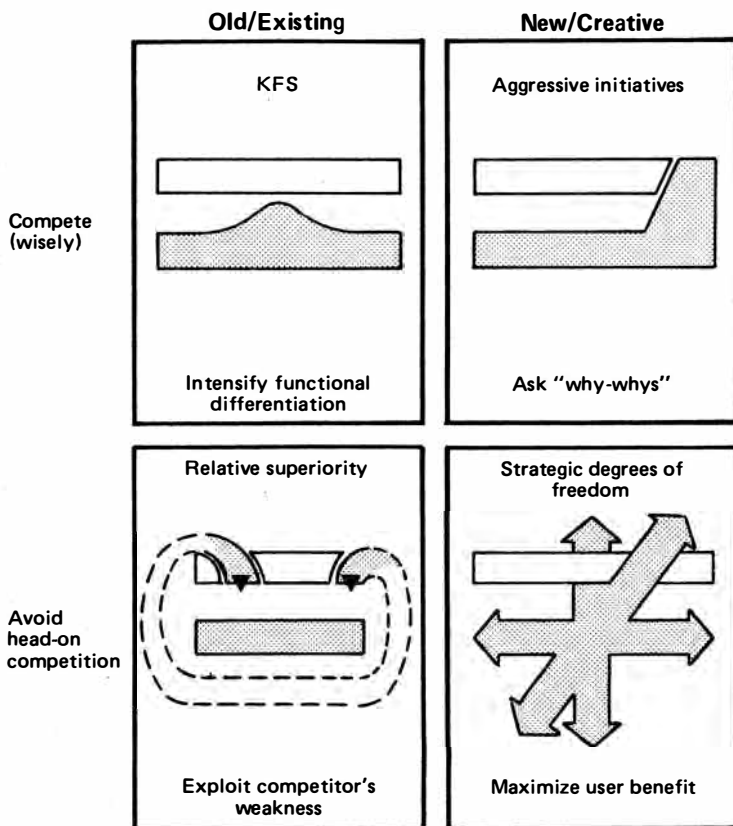 Old/Existing
New/Creative
Compete
(wisely)
KFS
Intensify functional
differentiation
Aggressive initiatives
Ask “why-whys”
Avoid
head-on
competition
Relative superiority
Exploit competitor's
weakness
Strategic degrees of
freedom
Maximize user benefit